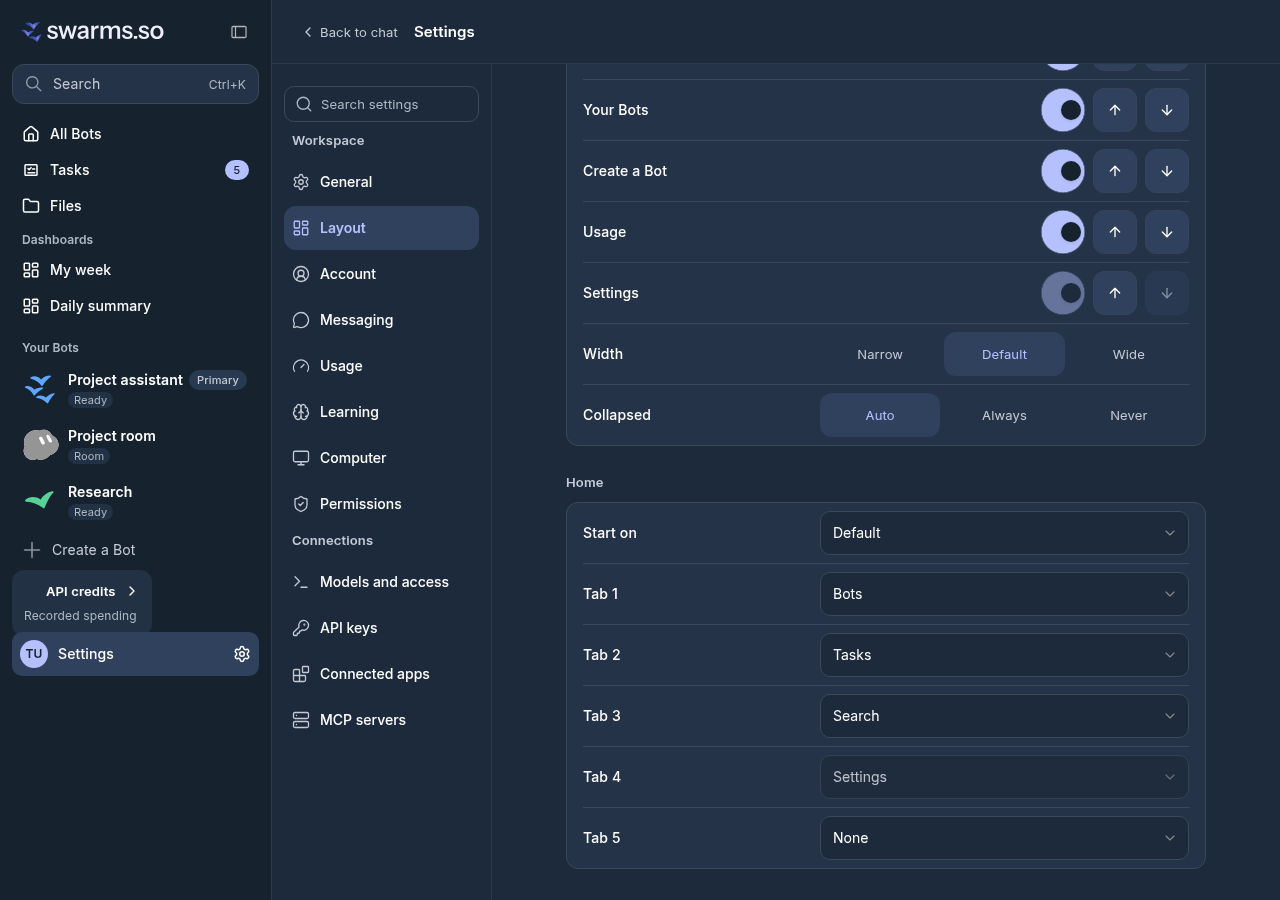 swarms.so
Search Ctrl+K
All Bots
Tasks 5
Files
Dashboards
My week
Daily summary
Your Bots
Project assistant Primary
Ready
Project room
Room
Research
Ready
Create a Bot
API credits
Recorded spending
TU Settings
Back to chat Settings
Search settings
Workspace
General
Layout
Account
Messaging
Usage
Learning
Computer
Permissions
Connections
Models and access
API keys
Connected apps
MCP servers
Your Bots
Create a Bot
Usage
Settings
Width Narrow Default Wide
Collapsed Auto Always Never
Home
Start on Default
Tab 1 Bots
Tab 2 Tasks
Tab 3 Search
Tab 4 Settings
Tab 5 None